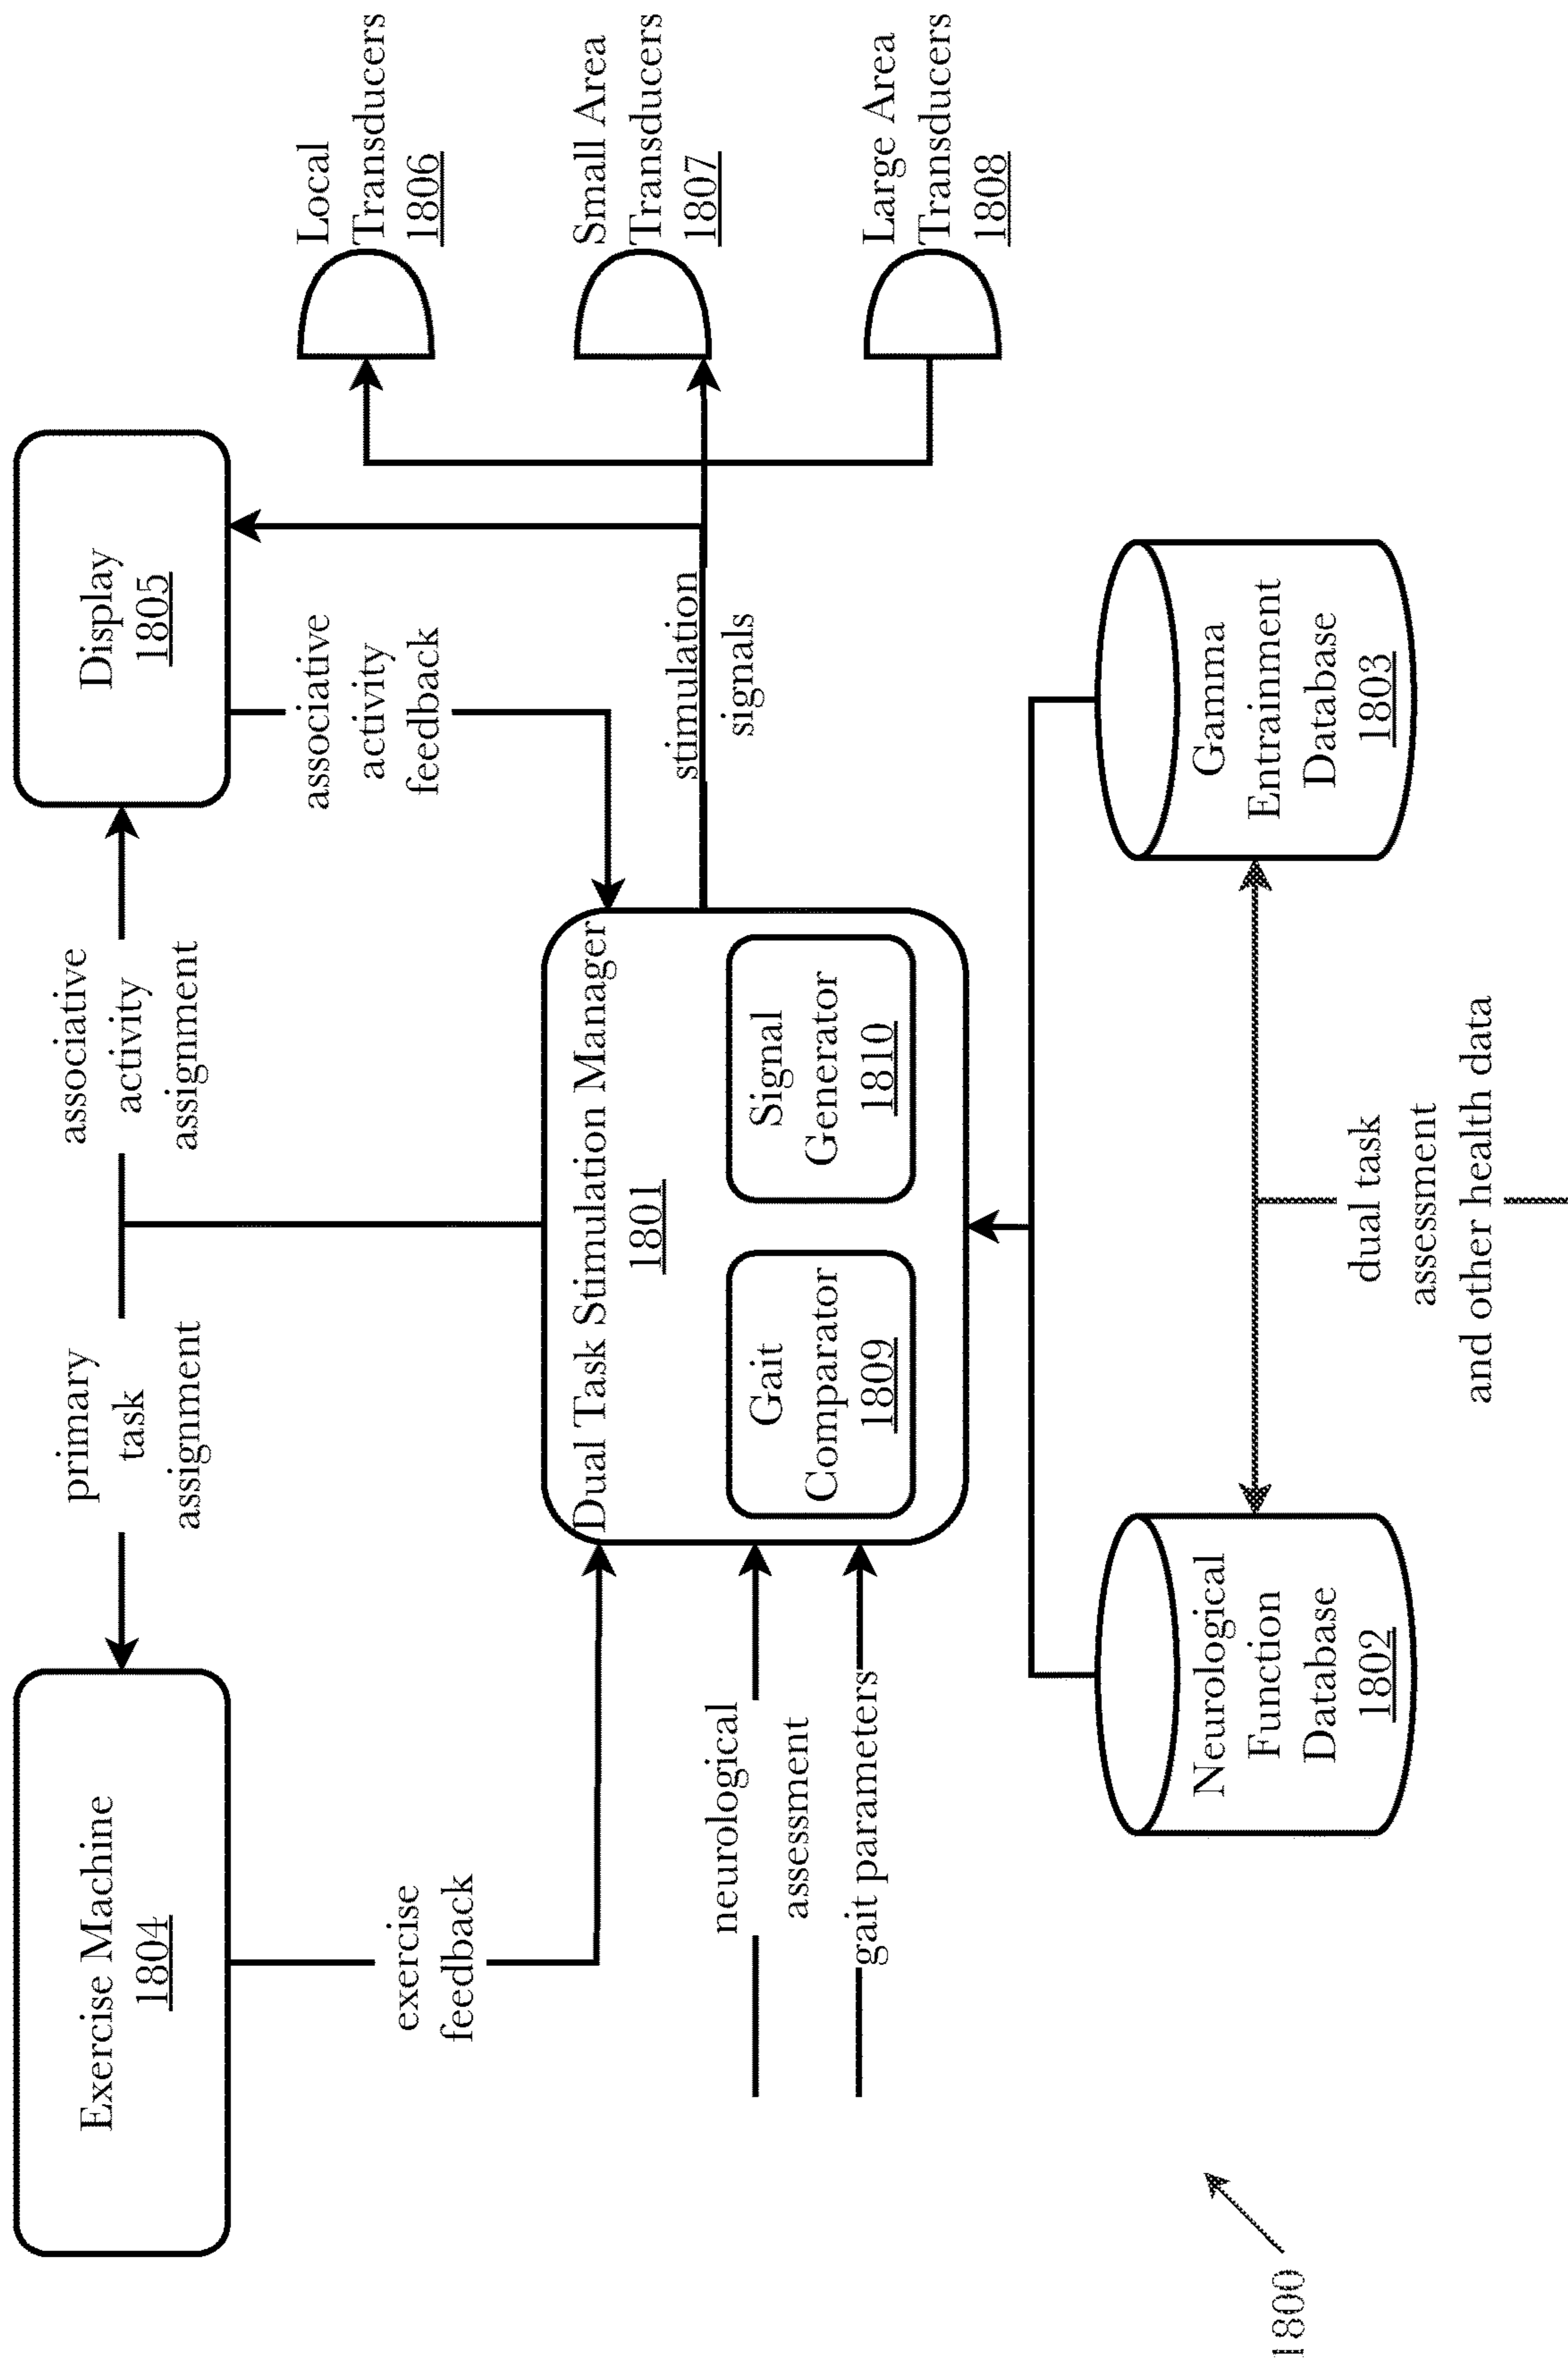 Exercise Machine
1804
primary
task
assignment
associative
activity
assignment
Display
1805
exercise
feedback
associative
activity
feedback
Local
Transducers
1806
Dual Task Stimulation Manager
1801
stimulation
signals
Small Area
Transducers
1807
neurological
assessment
gait parameters
Gait
Comparator
1809
Signal
Generator
1810
Large Area
Transducers
1808
Neurological
Function
Database
1802
Gamma
Entrainment
Database
1803
dual task
assessment
and other health data
1800